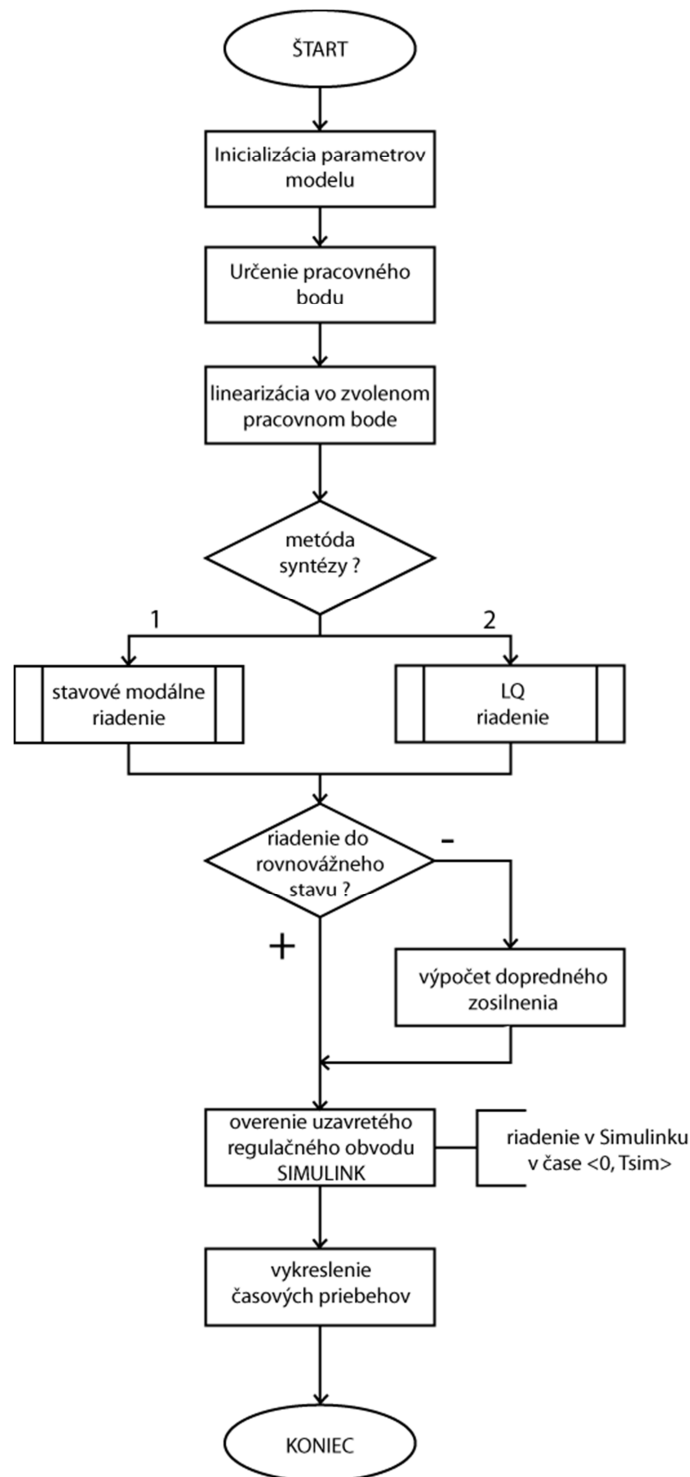 ŠTART
Inicializácia parametrov
modelu
Určenie pracovného
bodu
linearizácia vo zvolenom
pracovnom bode
metóda
syntézy ?
1
2
stavové modálne
riadenie
LQ
riadenie
riadenie do
rovnovážneho
stavu ?
-
+
výpočet dopredného
zosilnenia
overenie uzavretého
regulačného obvodu
SIMULINK
riadenie v Simulinku
v čase <0, Tsim>
vykreslenie
časových priebehov
KONIEC